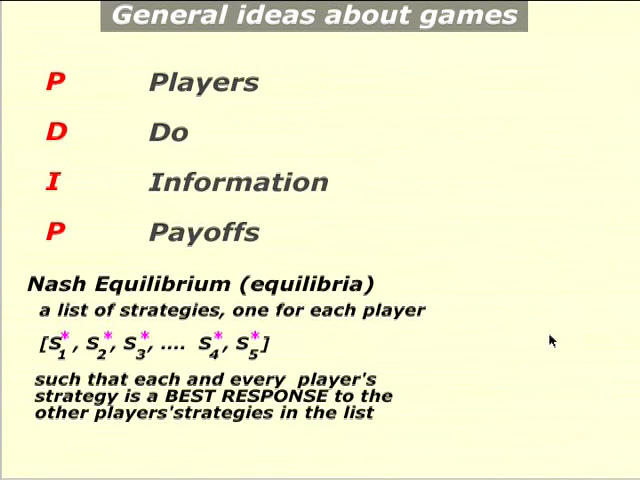 General ideas about games
P Players
D Do
I Information
P Payoffs
Nash Equilibrium (equilibria)
a list of strategies, one for each player
[S₁*, S₂*, S₃*, .... S₄*, S₅*]
such that each and every player's
strategy is a BEST RESPONSE to the
other players'strategies in the list